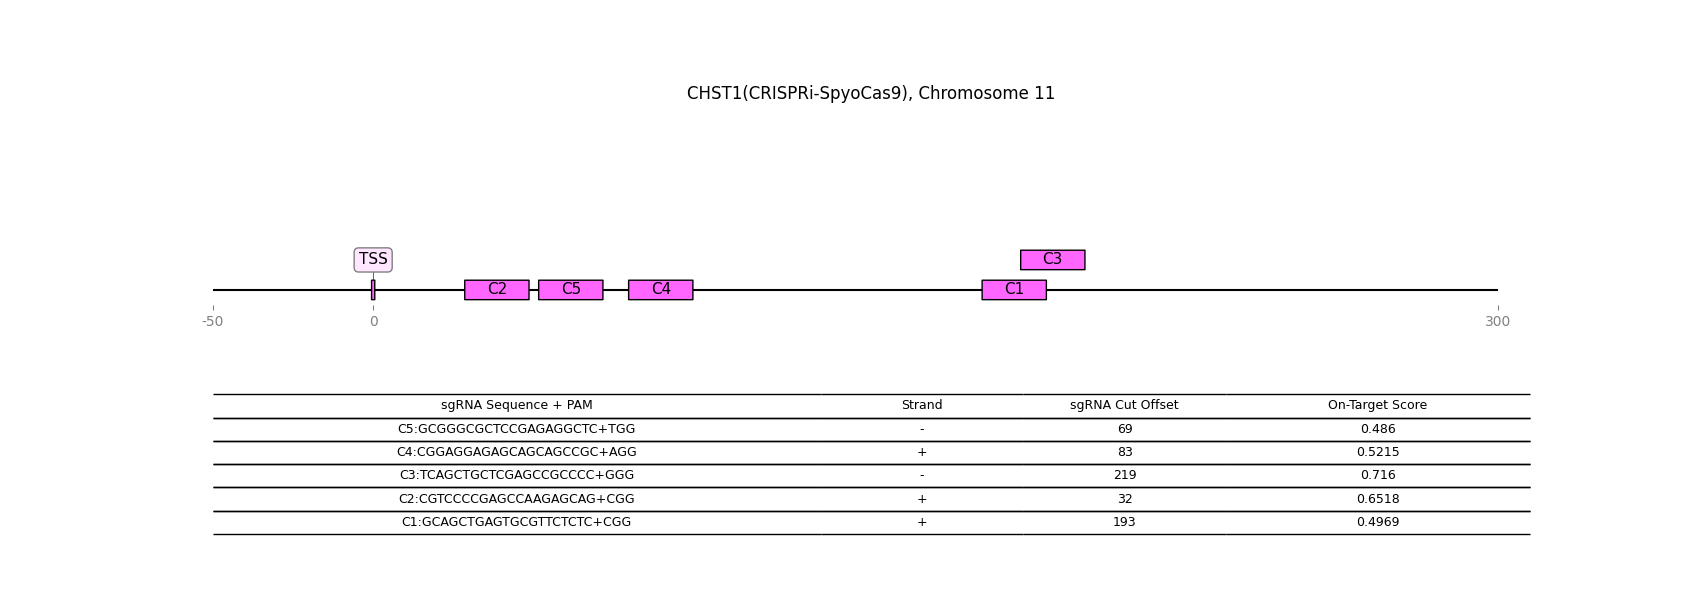 CHST1(CRISPRi-SpyoCas9), Chromosome 11
C3
TSS
C2 C5 C4 C1
-50 0 300
sgRNA Sequence + PAM Strand sgRNA Cut Offset On-Target Score
C5:GCGGGCGCTCCGAGAGGCTC+TGG - 69 0.486
C4:CGGAGGAGAGCAGCAGCCGC+AGG + 83 0.5215
C3:TCAGCTGCTCGAGCCGCCCC+GGG - 219 0.716
C2:CGTCCCCGAGCCAAGAGCAG+CGG + 32 0.6518
C1:GCAGCTGAGTGCGTTCTCTC+CGG + 193 0.4969